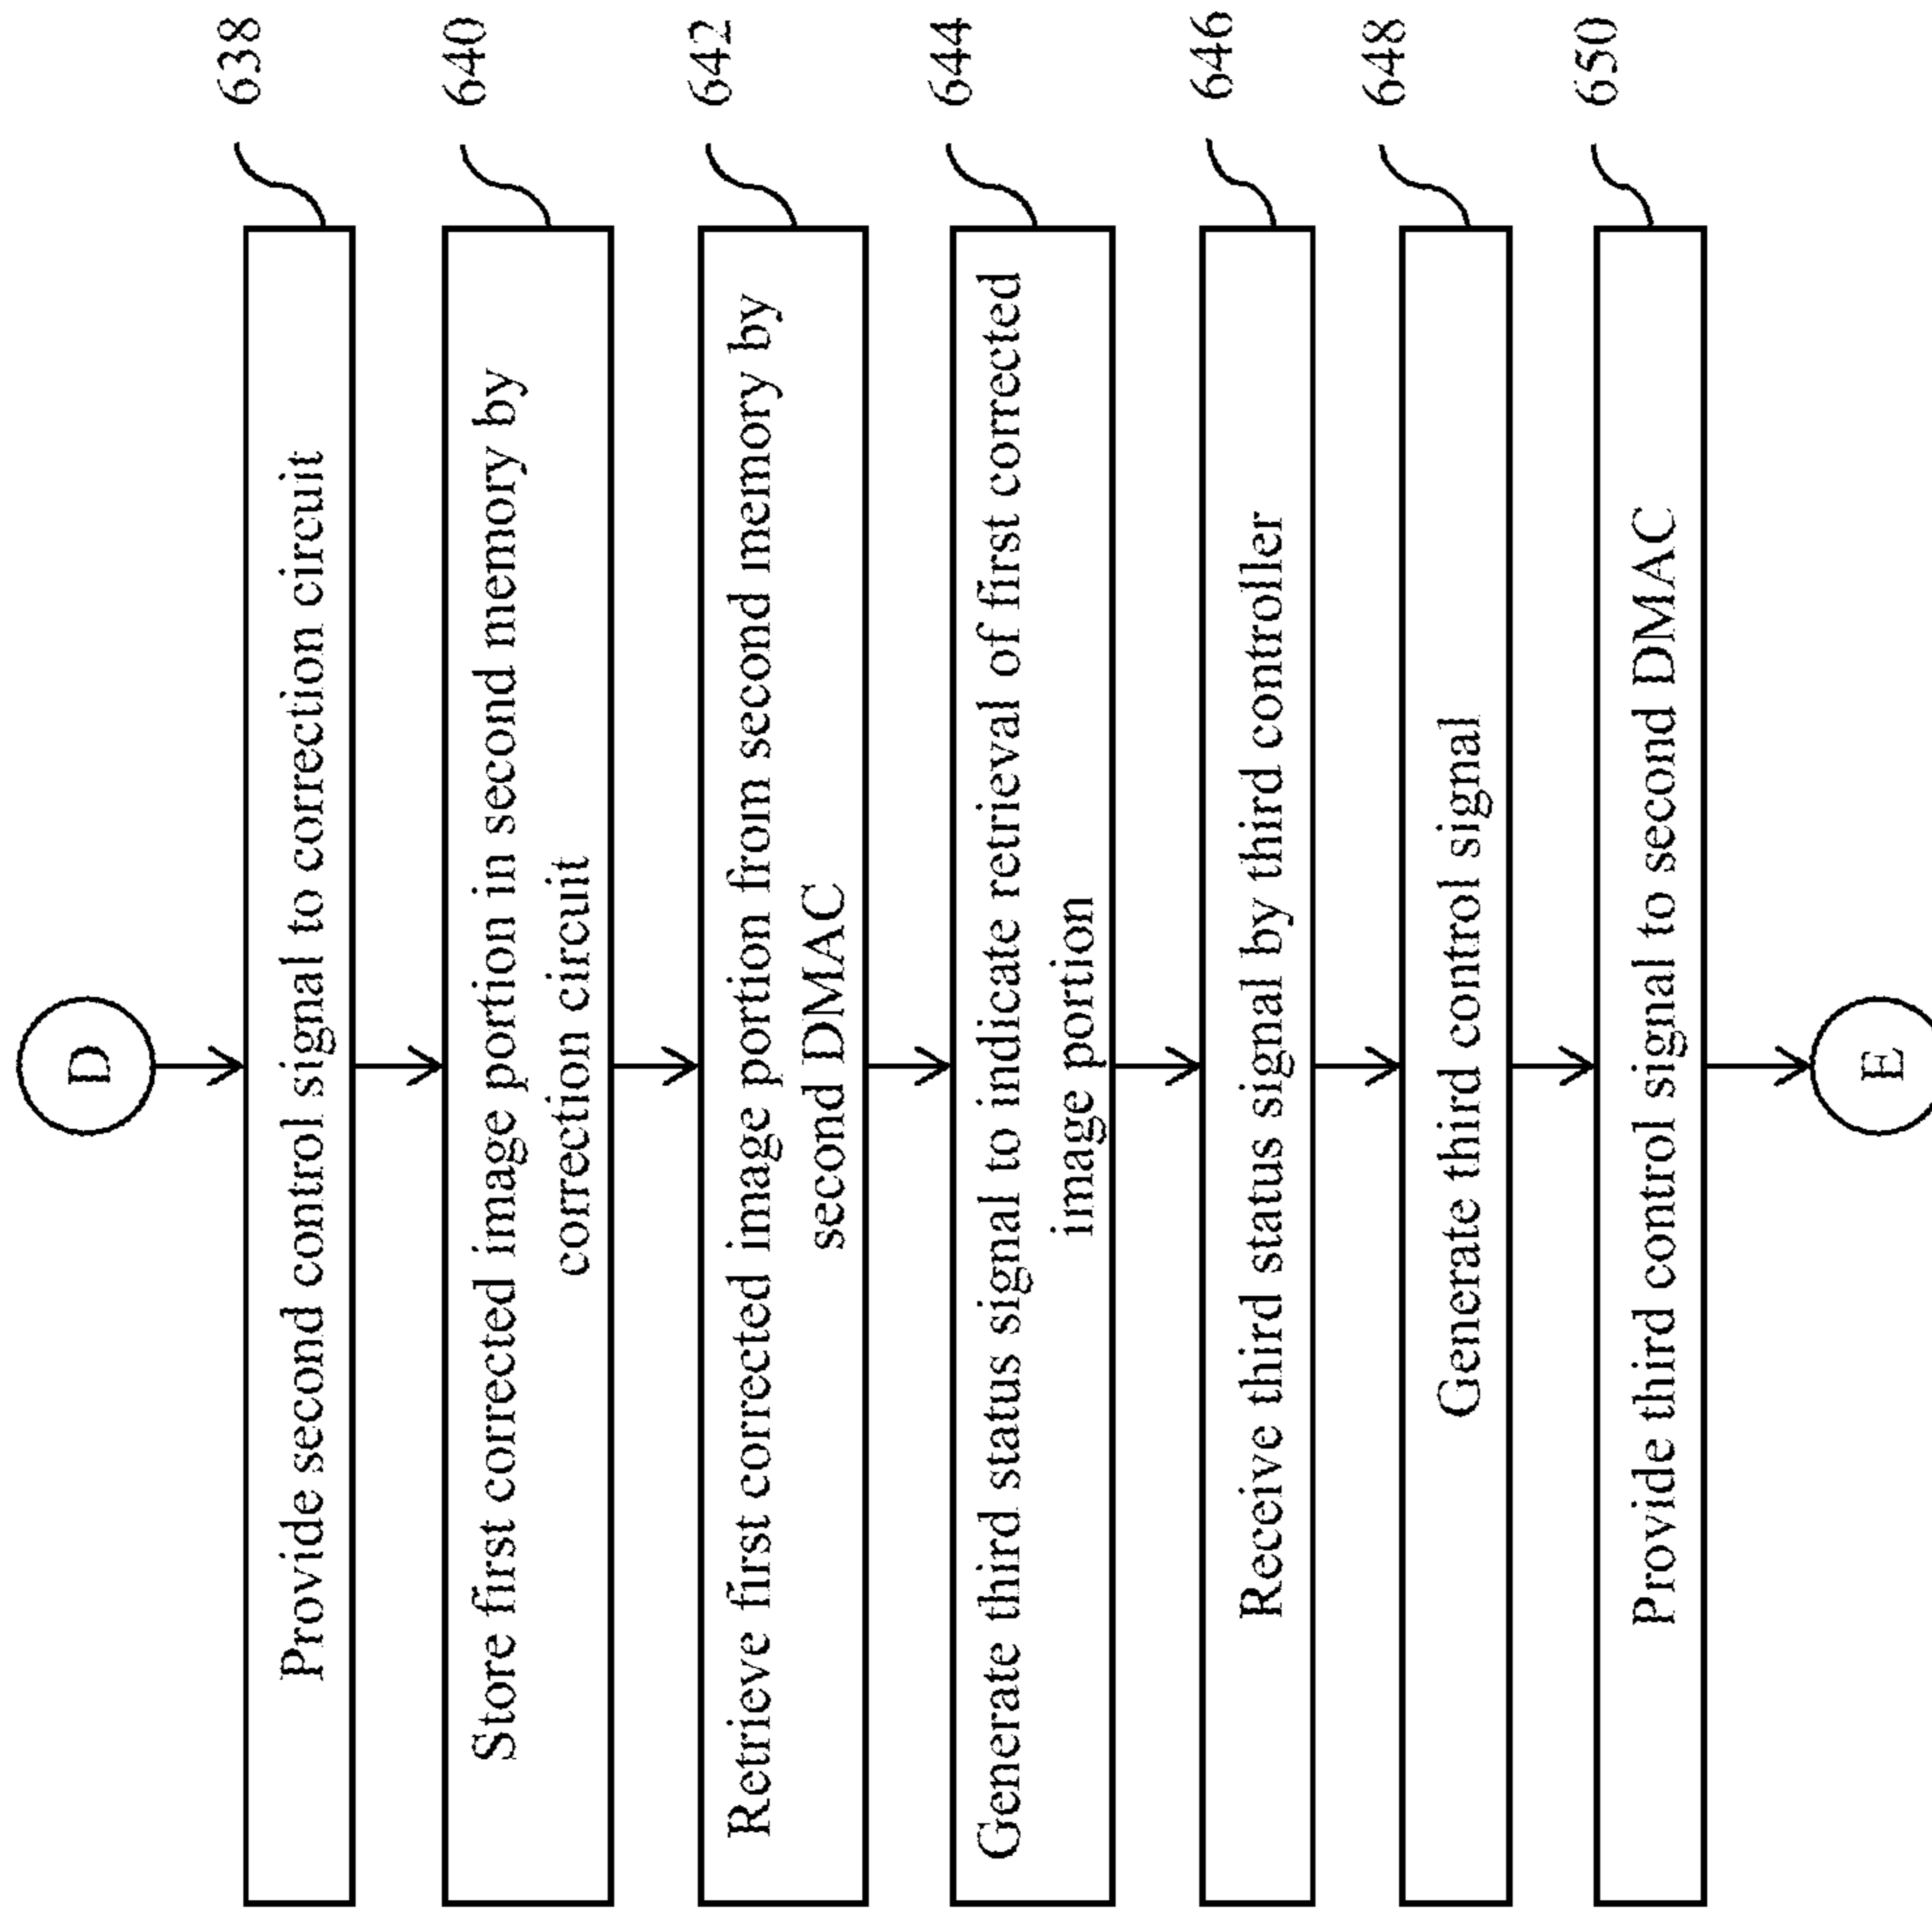 D
Provide second control signal to correction circuit
638
Store first corrected image portion in second memory by
correction circuit
640
Retrieve first corrected image portion from second memory by
second DMAC
642
Generate third status signal to indicate retrieval of first corrected
image portion
644
Receive third status signal by third controller
646
Generate third control signal
648
Provide third control signal to second DMAC
650
E